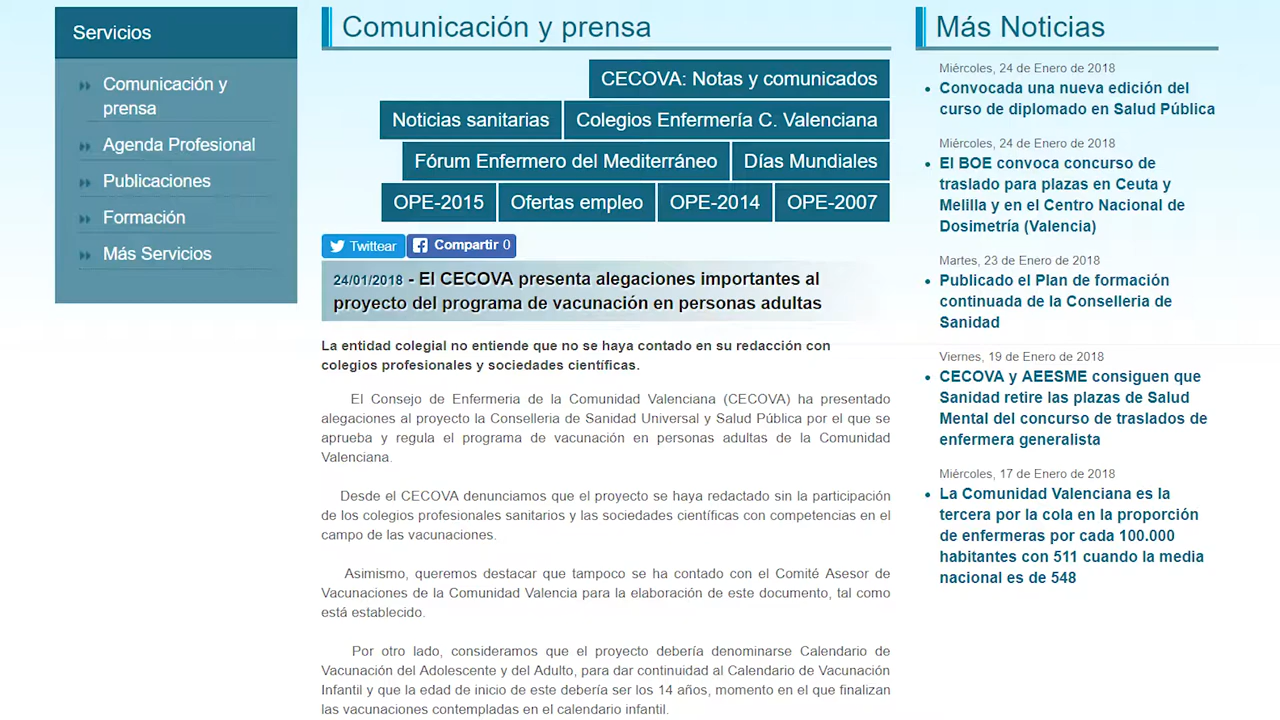 Servicios
Comunicación y
prensa
Agenda Profesional
Publicaciones
Formación
Más Servicios
Comunicación y prensa
CECOVA: Notas y comunicados
Noticias sanitarias
Colegios Enfermería C. Valenciana
Fórum Enfermero del Mediterráneo
Días Mundiales
OPE-2015
Ofertas empleo
OPE-2014
OPE-2007
Twittear
Compartir 0
24/01/2018 - El CECOVA presenta alegaciones importantes al
proyecto del programa de vacunación en personas adultas
La entidad colegial no entiende que no se haya contado en su redacción con
colegios profesionales y sociedades científicas.
El Consejo de Enfermeria de la Comunidad Valenciana (CECOVA) ha presentado
alegaciones al proyecto la Conselleria de Sanidad Universal y Salud Pública por el que se
aprueba y regula el programa de vacunación en personas adultas de la Comunidad
Valenciana.
Desde el CECOVA denunciamos que el proyecto se haya redactado sin la participación
de los colegios profesionales sanitarios y las sociedades científicas con competencias en el
campo de las vacunaciones.
Asimismo, queremos destacar que tampoco se ha contado con el Comité Asesor de
Vacunaciones de la Comunidad Valencia para la elaboración de este documento, tal como
está establecido.
Por otro lado, consideramos que el proyecto debería denominarse Calendario de
Vacunación del Adolescente y del Adulto, para dar continuidad al Calendario de Vacunación
Infantil y que la edad de inicio de este debería ser los 14 años, momento en el que finalizan
las vacunaciones contempladas en el calendario infantil.
Más Noticias
Miércoles, 24 de Enero de 2018
Convocada una nueva edición del
curso de diplomado en Salud Pública
Miércoles, 24 de Enero de 2018
El BOE convoca concurso de
traslado para plazas en Ceuta y
Melilla y en el Centro Nacional de
Dosimetría (Valencia)
Martes, 23 de Enero de 2018
Publicado el Plan de formación
continuada de la Conselleria de
Sanidad
Viernes, 19 de Enero de 2018
CECOVA y AEESME consiguen que
Sanidad retire las plazas de Salud
Mental del concurso de traslados de
enfermera generalista
Miércoles, 17 de Enero de 2018
La Comunidad Valenciana es la
tercera por la cola en la proporción
de enfermeras por cada 100.000
habitantes con 511 cuando la media
nacional es de 548